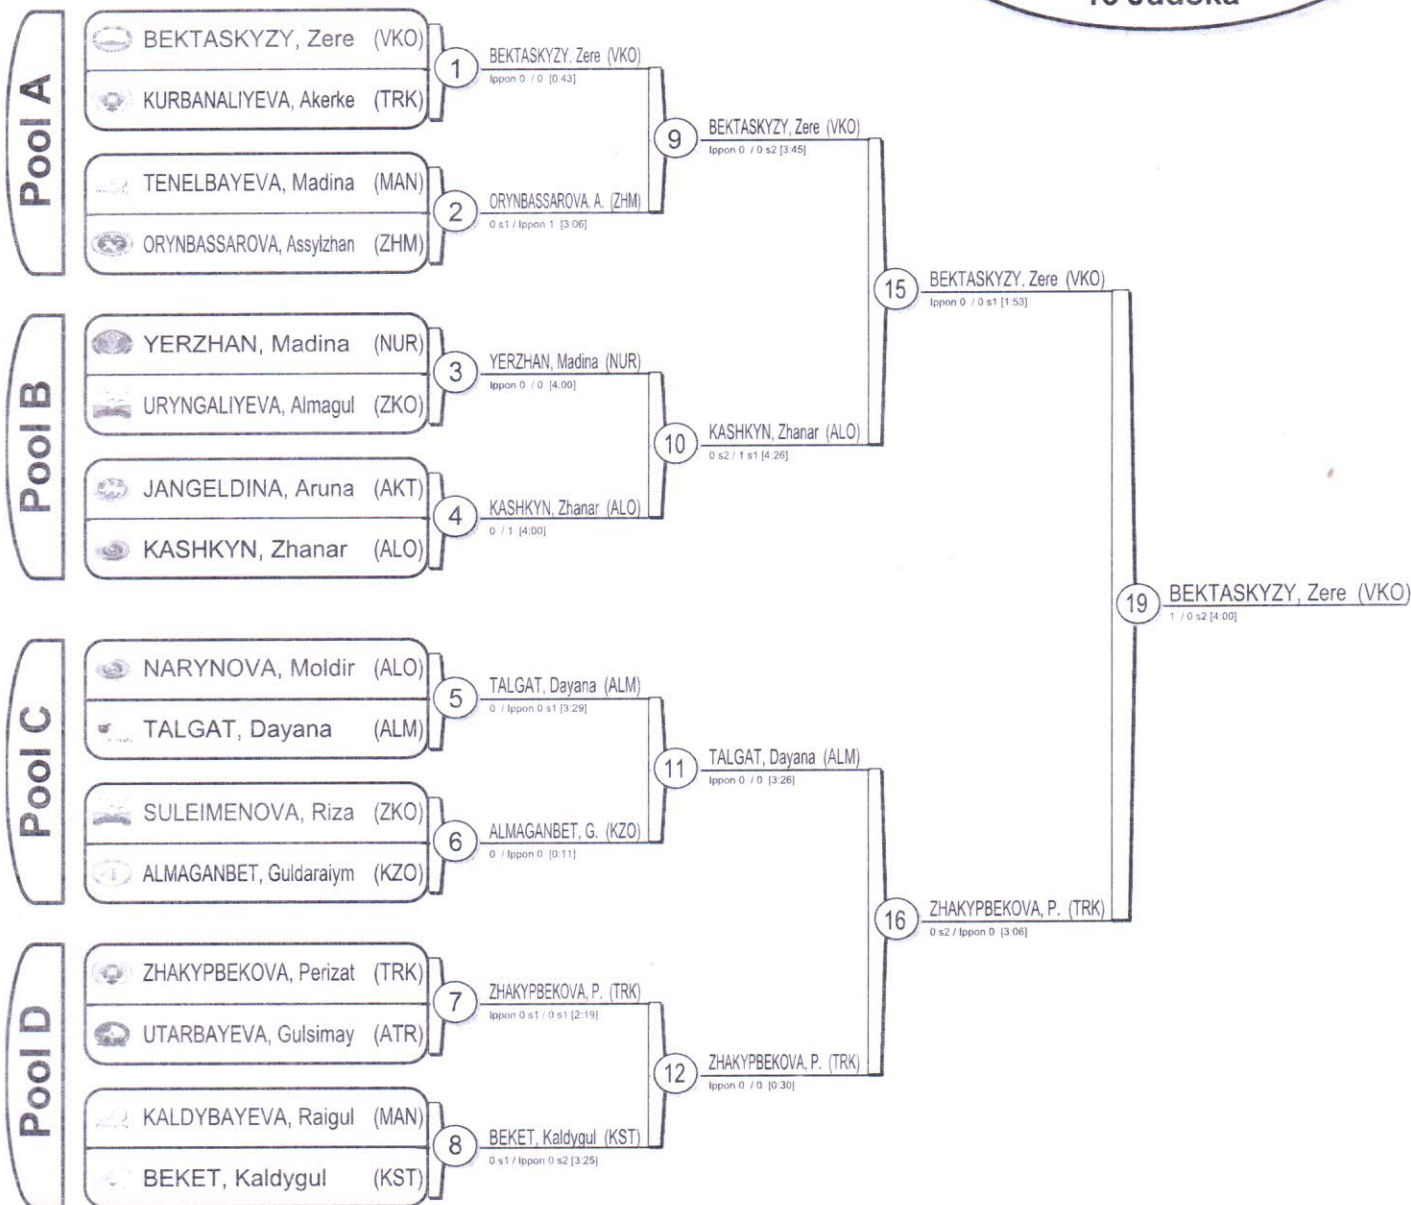 16 Judoka
Pool A
BEKTASKYZY, Zere (VKO)
KURBANALIYEVA, Akerke (TRK)
TENELBAYEVA, Madina (MAN)
ORYNBASSAROVA, Assylzhan (ZHM)
Pool B
YERZHAN, Madina (NUR)
URYNGALIYEVA, Almagul (ZKO)
JANGELDINA, Aruna (AKT)
KASHKYN, Zhanar (ALO)
Pool C
NARYNOVA, Moldir (ALO)
TALGAT, Dayana (ALM)
SULEIMENOVA, Riza (ZKO)
ALMAGANBET, Guldaraiym (KZO)
Pool D
ZHAKYPBEKOVA, Perizat (TRK)
UTARBAYEVA, Gulsimay (ATR)
KALDYBAYEVA, Raigul (MAN)
BEKET, Kaldygul (KST)
1
BEKTASKYZY, Zere (VKO)
Ippon 0 / 0 [0:43]
2
ORYNBASSAROVA, A. (ZHM)
0 s1 / Ippon 1 [3:06]
3
YERZHAN, Madina (NUR)
Ippon 0 / 0 [4:00]
4
KASHKYN, Zhanar (ALO)
0 / 1 [4:00]
5
TALGAT, Dayana (ALM)
0 / Ippon 0 s1 [3:29]
6
ALMAGANBET, G. (KZO)
0 / Ippon 0 [0:11]
7
ZHAKYPBEKOVA, P. (TRK)
Ippon 0 s1 / 0 s1 [2:19]
8
BEKET, Kaldygul (KST)
0 s1 / Ippon 0 s2 [3:25]
9
BEKTASKYZY, Zere (VKO)
Ippon 0 / 0 s2 [3:45]
10
KASHKYN, Zhanar (ALO)
0 s2 / 1 s1 [4:26]
11
TALGAT, Dayana (ALM)
Ippon 0 / 0 [3:26]
12
ZHAKYPBEKOVA, P. (TRK)
Ippon 0 / 0 [0:30]
15
BEKTASKYZY, Zere (VKO)
Ippon 0 / 0 s1 [1:53]
16
ZHAKYPBEKOVA, P. (TRK)
0 s2 / Ippon 0 [3:06]
19
BEKTASKYZY, Zere (VKO)
1 / 0 s2 [4:00]